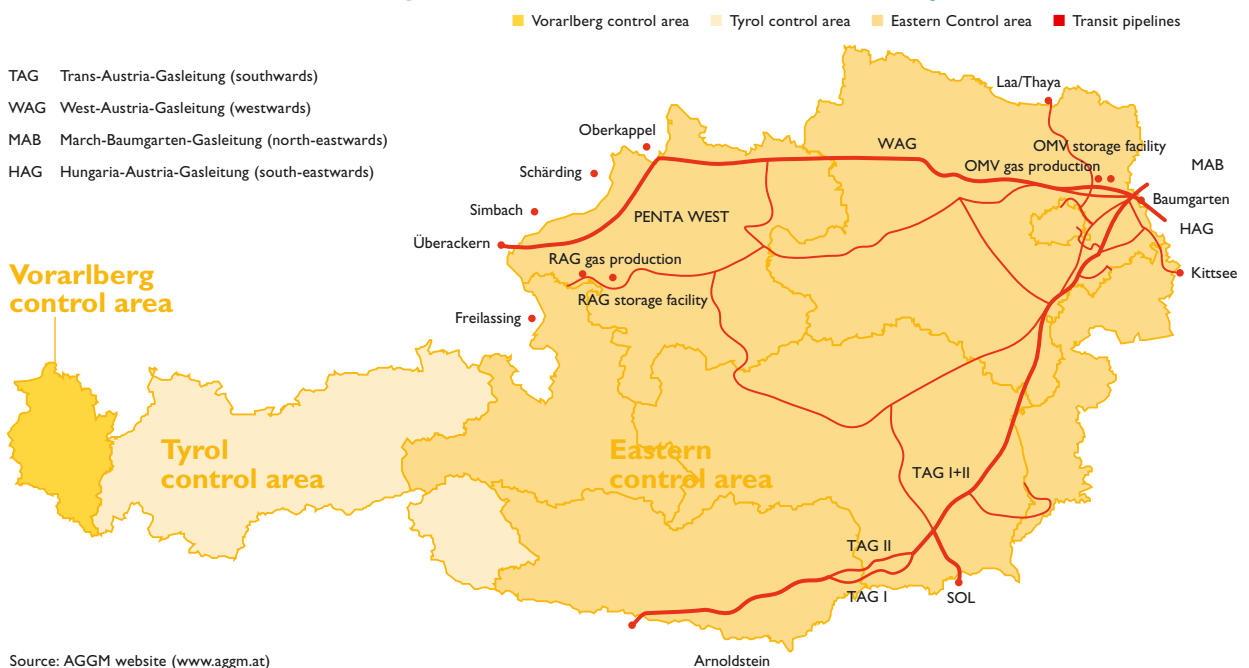 Vorarlberg control area
Tyrol control area
Eastern Control area
Transit pipelines
TAG Trans-Austria-Gasleitung (southwards)
WAG West-Austria-Gasleitung (westwards)
MAB March-Baumgarten-Gasleitung (north-eastwards)
HAG Hungaria-Austria-Gasleitung (south-eastwards)
Laa/Thaya
Oberkappel
WAG
OMV storage facility
OMV gas production
MAB
Schärding
Baumgarten
Simbach
PENTA WEST
HAG
Überackern
RAG gas production
Kittsee
RAG storage facility
Vorarlberg
control area
Freilassing
Tyrol
control area
Eastern
control area
TAG I+II
TAG II
TAG I
SOL
Source: AGGM website (www.aggm.at)
Arnoldstein